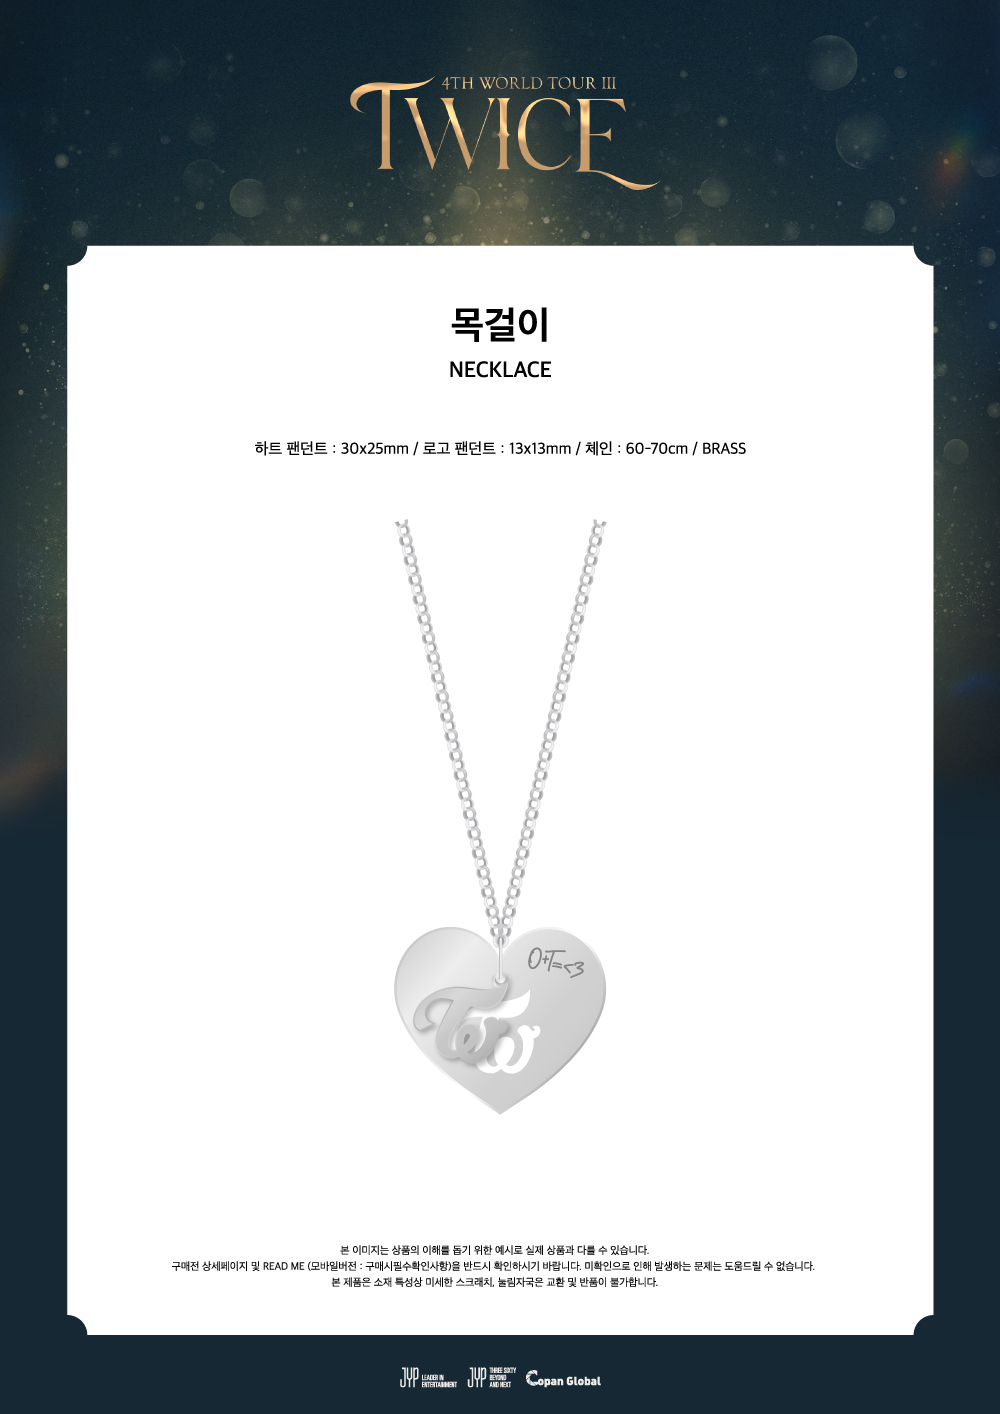 4TH WORLD TOUR III
TWICE
목걸이
NECKLACE
하트 팬던트 : 30x25mm / 로고 팬던트 : 13x13mm / 체인 : 60-70cm / BRASS
O+T=<3
본 이미지는 상품의 이해를 돕기 위한 예시로 실제 상품과 다를 수 있습니다.
구매전 상세페이지 및 READ ME (모바일버전 : 구매시필수확인사항)을 반드시 확인하시기 바랍니다. 미확인으로 인해 발생하는 문제는 도움드릴 수 없습니다.
본 제품은 소재 특성상 미세한 스크래치, 눌림자국은 교환 및 반품이 불가합니다.
JYP LEADER IN ENTERTAINMENT JYP THREE SIXTY BEYOND AND NEXT Copan Global